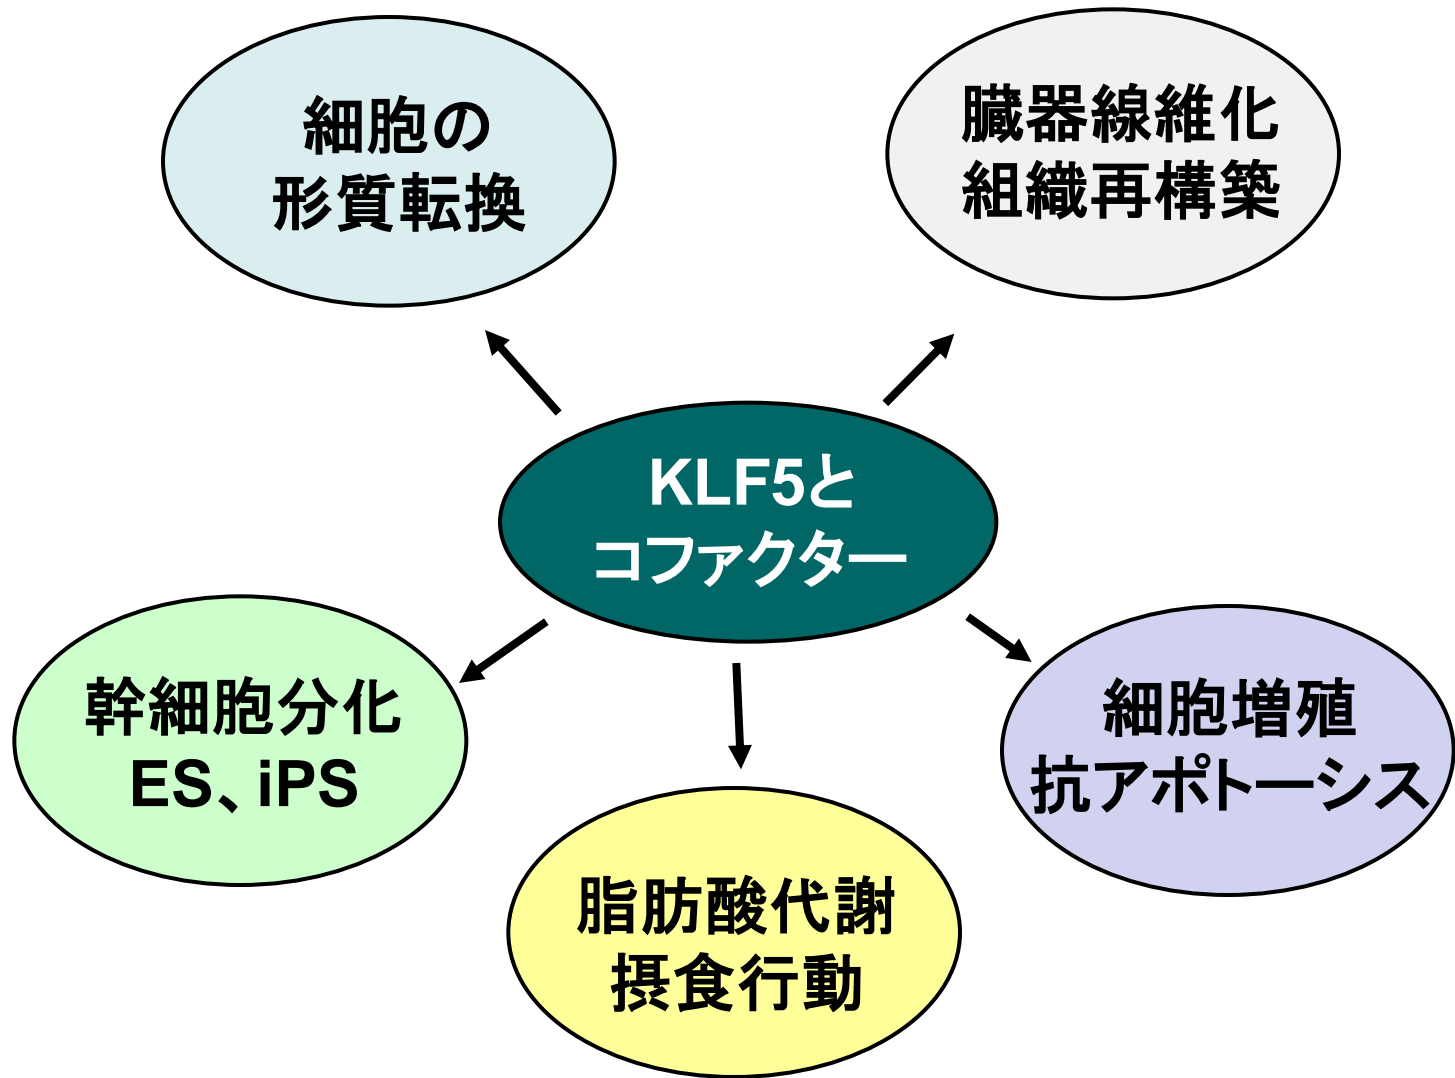 細胞の
形質転換
臓器線維化
組織再構築
KLF5と
コファクター
幹細胞分化
ES、iPS
細胞増殖
抗アポトーシス
脂肪酸代謝
摂食行動